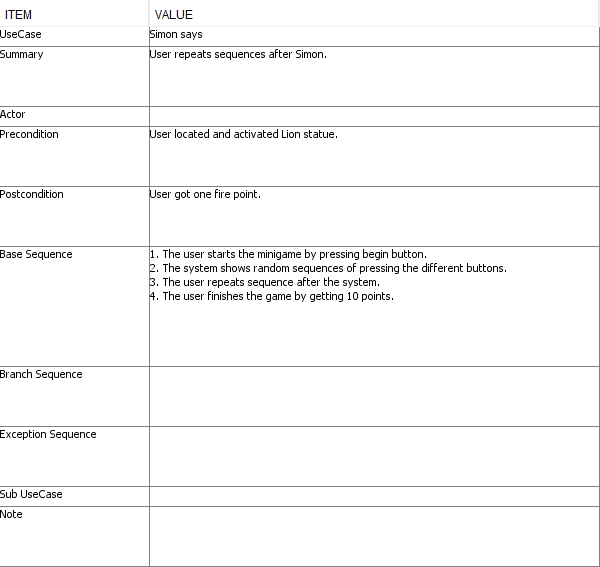 ITEM VALUE
UseCase Simon says
Summary User repeats sequences after Simon.
Actor
Precondition User located and activated Lion statue.
Postcondition User got one fire point.
Base Sequence 1. The user starts the minigame by pressing begin button.
2. The system shows random sequences of pressing the different buttons.
3. The user repeats sequence after the system.
4. The user finishes the game by getting 10 points.
Branch Sequence
Exception Sequence
Sub UseCase
Note